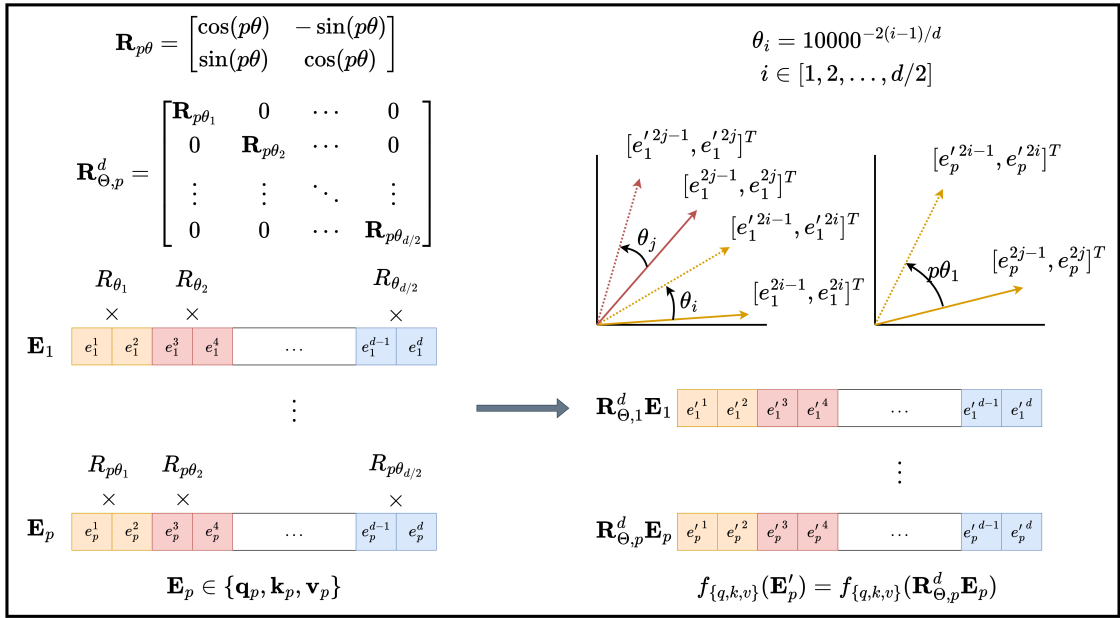 R_{pθ} = [cos(pθ) − sin(pθ)
sin(pθ) cos(pθ)]
θ_i = 10000^{−2(i−1)/d}
i ∈ [1, 2, …, d/2]
R^d_{Θ,p} = [R_{pθ_1} 0 ⋯ 0
0 R_{pθ_2} ⋯ 0
⋮ ⋮ ⋱ ⋮
0 0 ⋯ R_{pθ_{d/2}}]
[e′_1^{2j−1}, e′_1^{2j}]^T
[e_1^{2j−1}, e_1^{2j}]^T
[e′_1^{2i−1}, e′_1^{2i}]^T
[e_1^{2i−1}, e_1^{2i}]^T
θ_j
θ_i
[e′_p^{2i−1}, e′_p^{2i}]^T
[e_p^{2j−1}, e_p^{2j}]^T
pθ_1
R_{θ_1} R_{θ_2} R_{θ_{d/2}}
× × ×
E_1 e_1^1 e_1^2 e_1^3 e_1^4 … e_1^{d−1} e_1^d
⋮
R_{pθ_1} R_{pθ_2} R_{pθ_{d/2}}
× × ×
E_p e_p^1 e_p^2 e_p^3 e_p^4 … e_p^{d−1} e_p^d
E_p ∈ {q_p, k_p, v_p}
R^d_{Θ,1}E_1 e′_1^1 e′_1^2 e′_1^3 e′_1^4 … e′_1^{d−1} e′_1^d
⋮
R^d_{Θ,p}E_p e′_p^1 e′_p^2 e′_p^3 e′_p^4 … e′_p^{d−1} e′_p^d
f_{{q,k,v}}(E′_p) = f_{{q,k,v}}(R^d_{Θ,p}E_p)